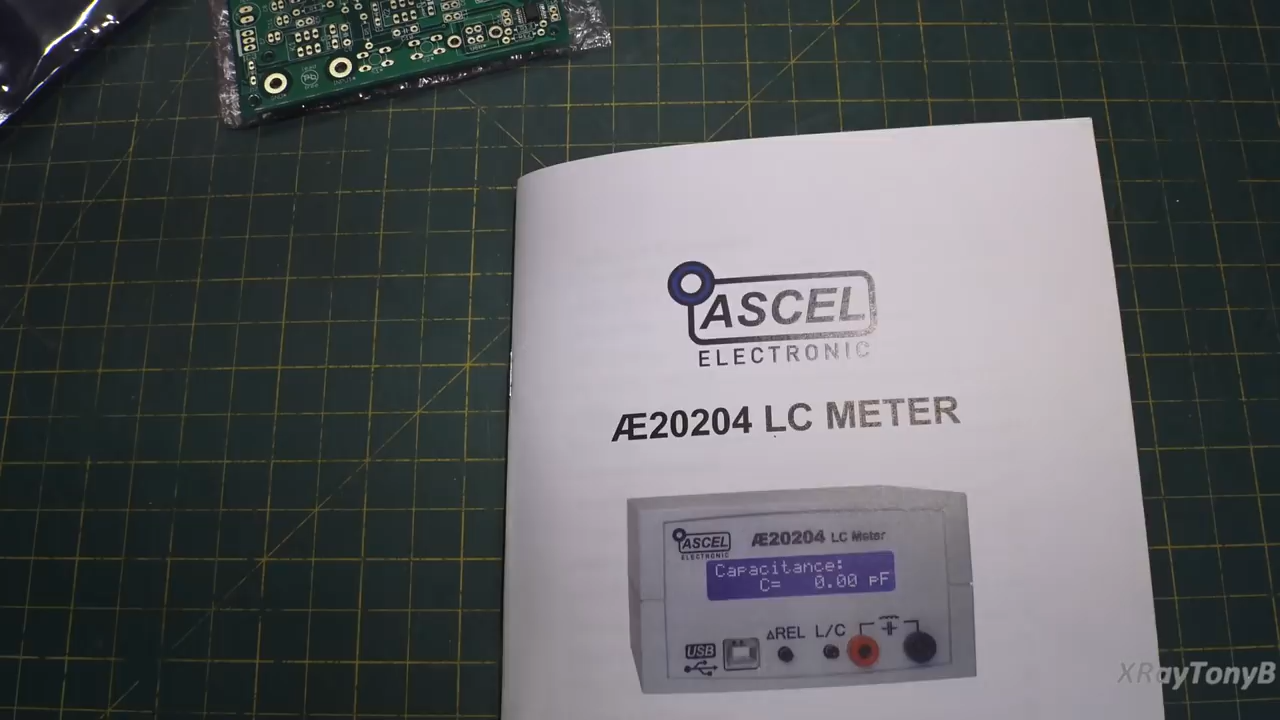 ASCEL
ELECTRONIC
Æ20204 LC METER
ASCEL
ELECTRONIC
Æ20204 LC Meter
Capacitance:
C= 0.00 pF
USB
ΔREL L/C
XRayTonyB